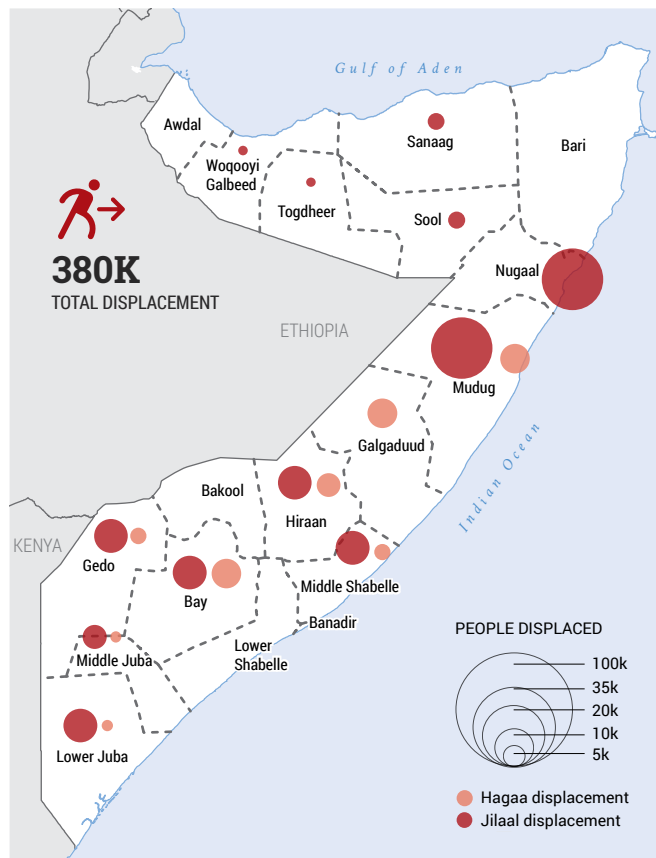 Gulf of Aden
Awdal
Sanaag
Bari
Woqooyi
Galbeed
Togdheer
Sool
380K
TOTAL DISPLACEMENT
Nugaal
ETHIOPIA
Mudug
Galgaduud
Indian Ocean
Bakool
Hiraan
KENYA
Gedo
Bay
Middle Shabelle
Banadir
Lower
Shabelle
Middle Juba
Lower Juba
PEOPLE DISPLACED
100k
35k
20k
10k
5k
Hagaa displacement
Jilaal displacement